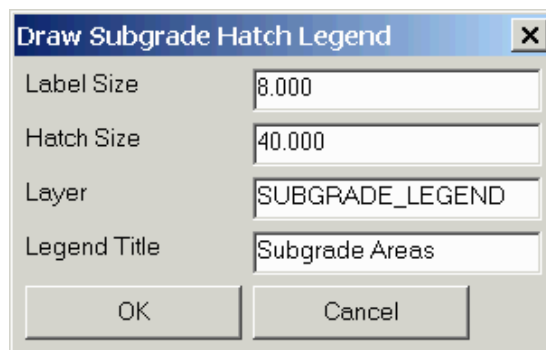 Draw Subgrade Hatch Legend
Label Size 8.000
Hatch Size 40.000
Layer SUBGRADE_LEGEND
Legend Title Subgrade Areas
OK Cancel